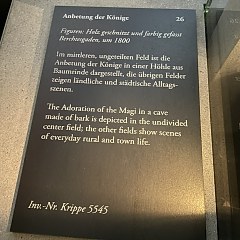 Anbetung der Könige 26
Figuren: Holz geschnitzt und farbig gefasst
Berchtesgaden, um 1800
Im mittleren, ungeteilten Feld ist die
Anbetung der Könige in einer Höhle aus
Baumrinde dargestellt, die übrigen Felder
zeigen ländliche und städtische Alltags-
szenen.
The Adoration of the Magi in a cave
made of bark is depicted in the undivided
center field; the other fields show scenes
of everyday rural and town life.
Inv.-Nr. Krippe 5545